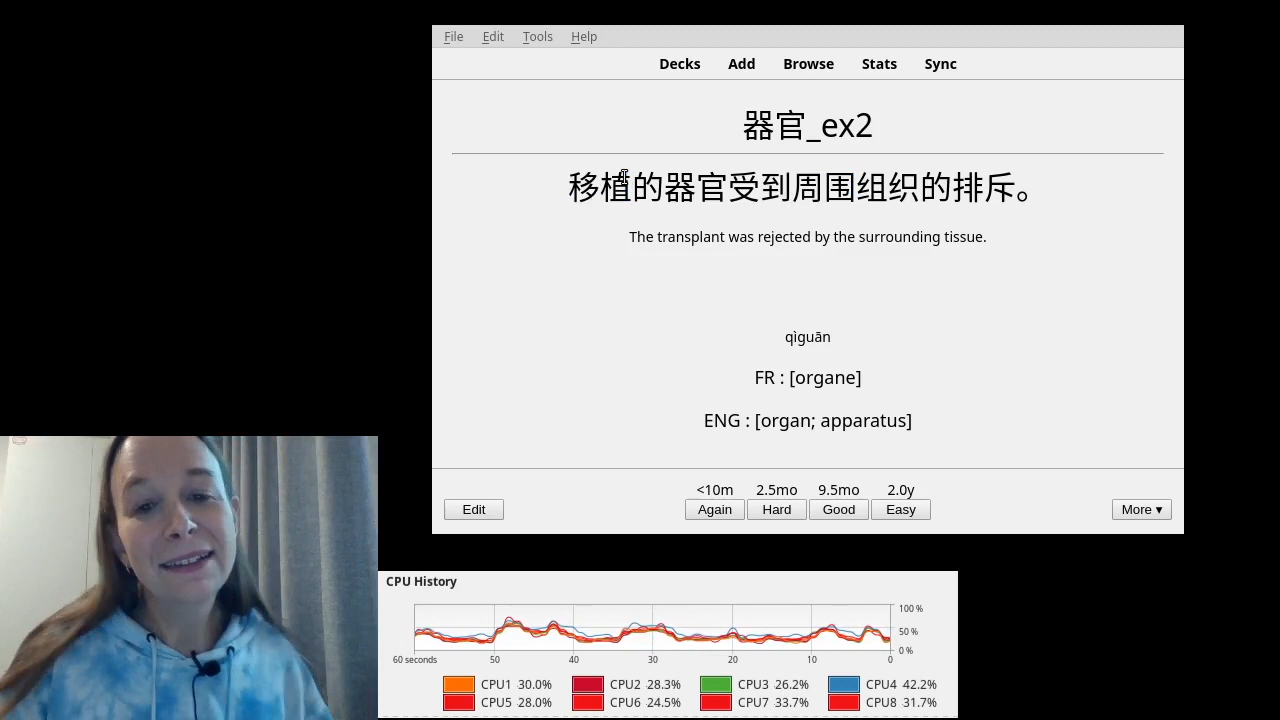 File Edit Tools Help
Decks Add Browse Stats Sync
器官_ex2
移植的器官受到周围组织的排斥。
The transplant was rejected by the surrounding tissue.
qìguān
FR : [organe]
ENG : [organ; apparatus]
<10m 2.5mo 9.5mo 2.0y
Edit Again Hard Good Easy More ▾
CPU History
100 %
50 %
0 %
60 seconds 50 40 30 20 10 0
CPU1 30.0% CPU2 28.3% CPU3 26.2% CPU4 42.2%
CPU5 28.0% CPU6 24.5% CPU7 33.7% CPU8 31.7%